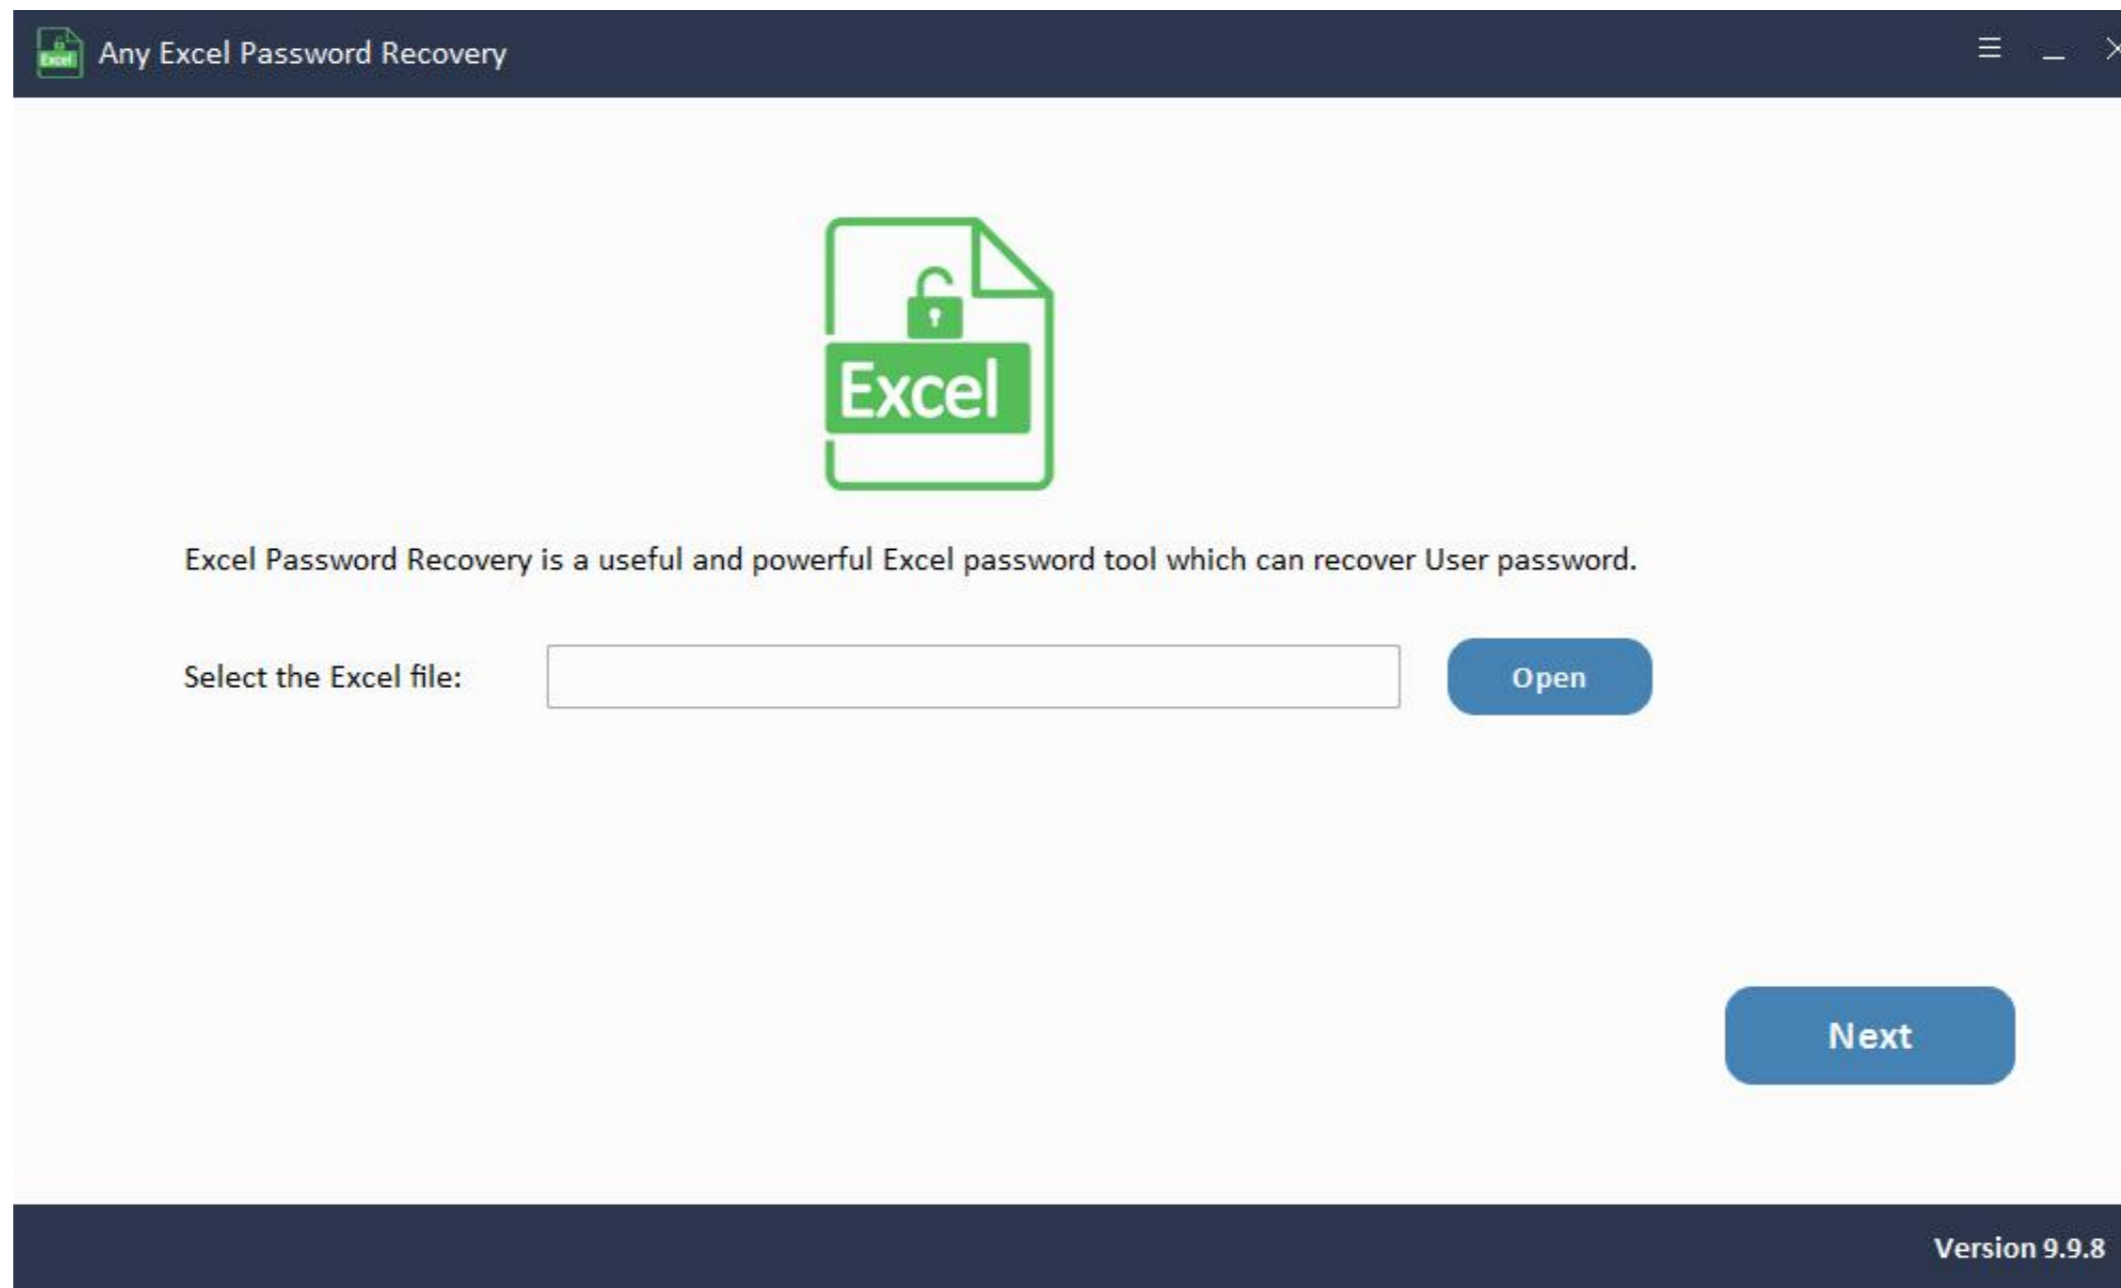 Excel
Any Excel Password Recovery
Excel
Excel Password Recovery is a useful and powerful Excel password tool which can recover User password.
Select the Excel file:
Open
Next
Version 9.9.8